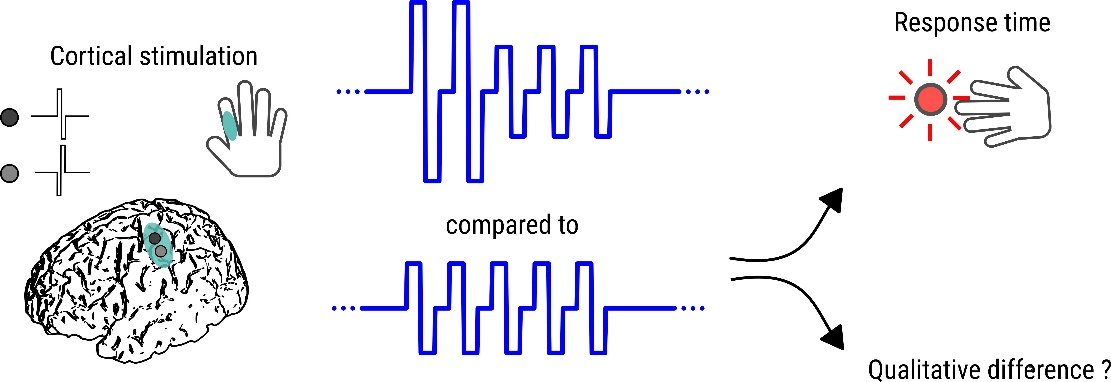 Cortical stimulation
Response time
compared to
Qualitative difference ?